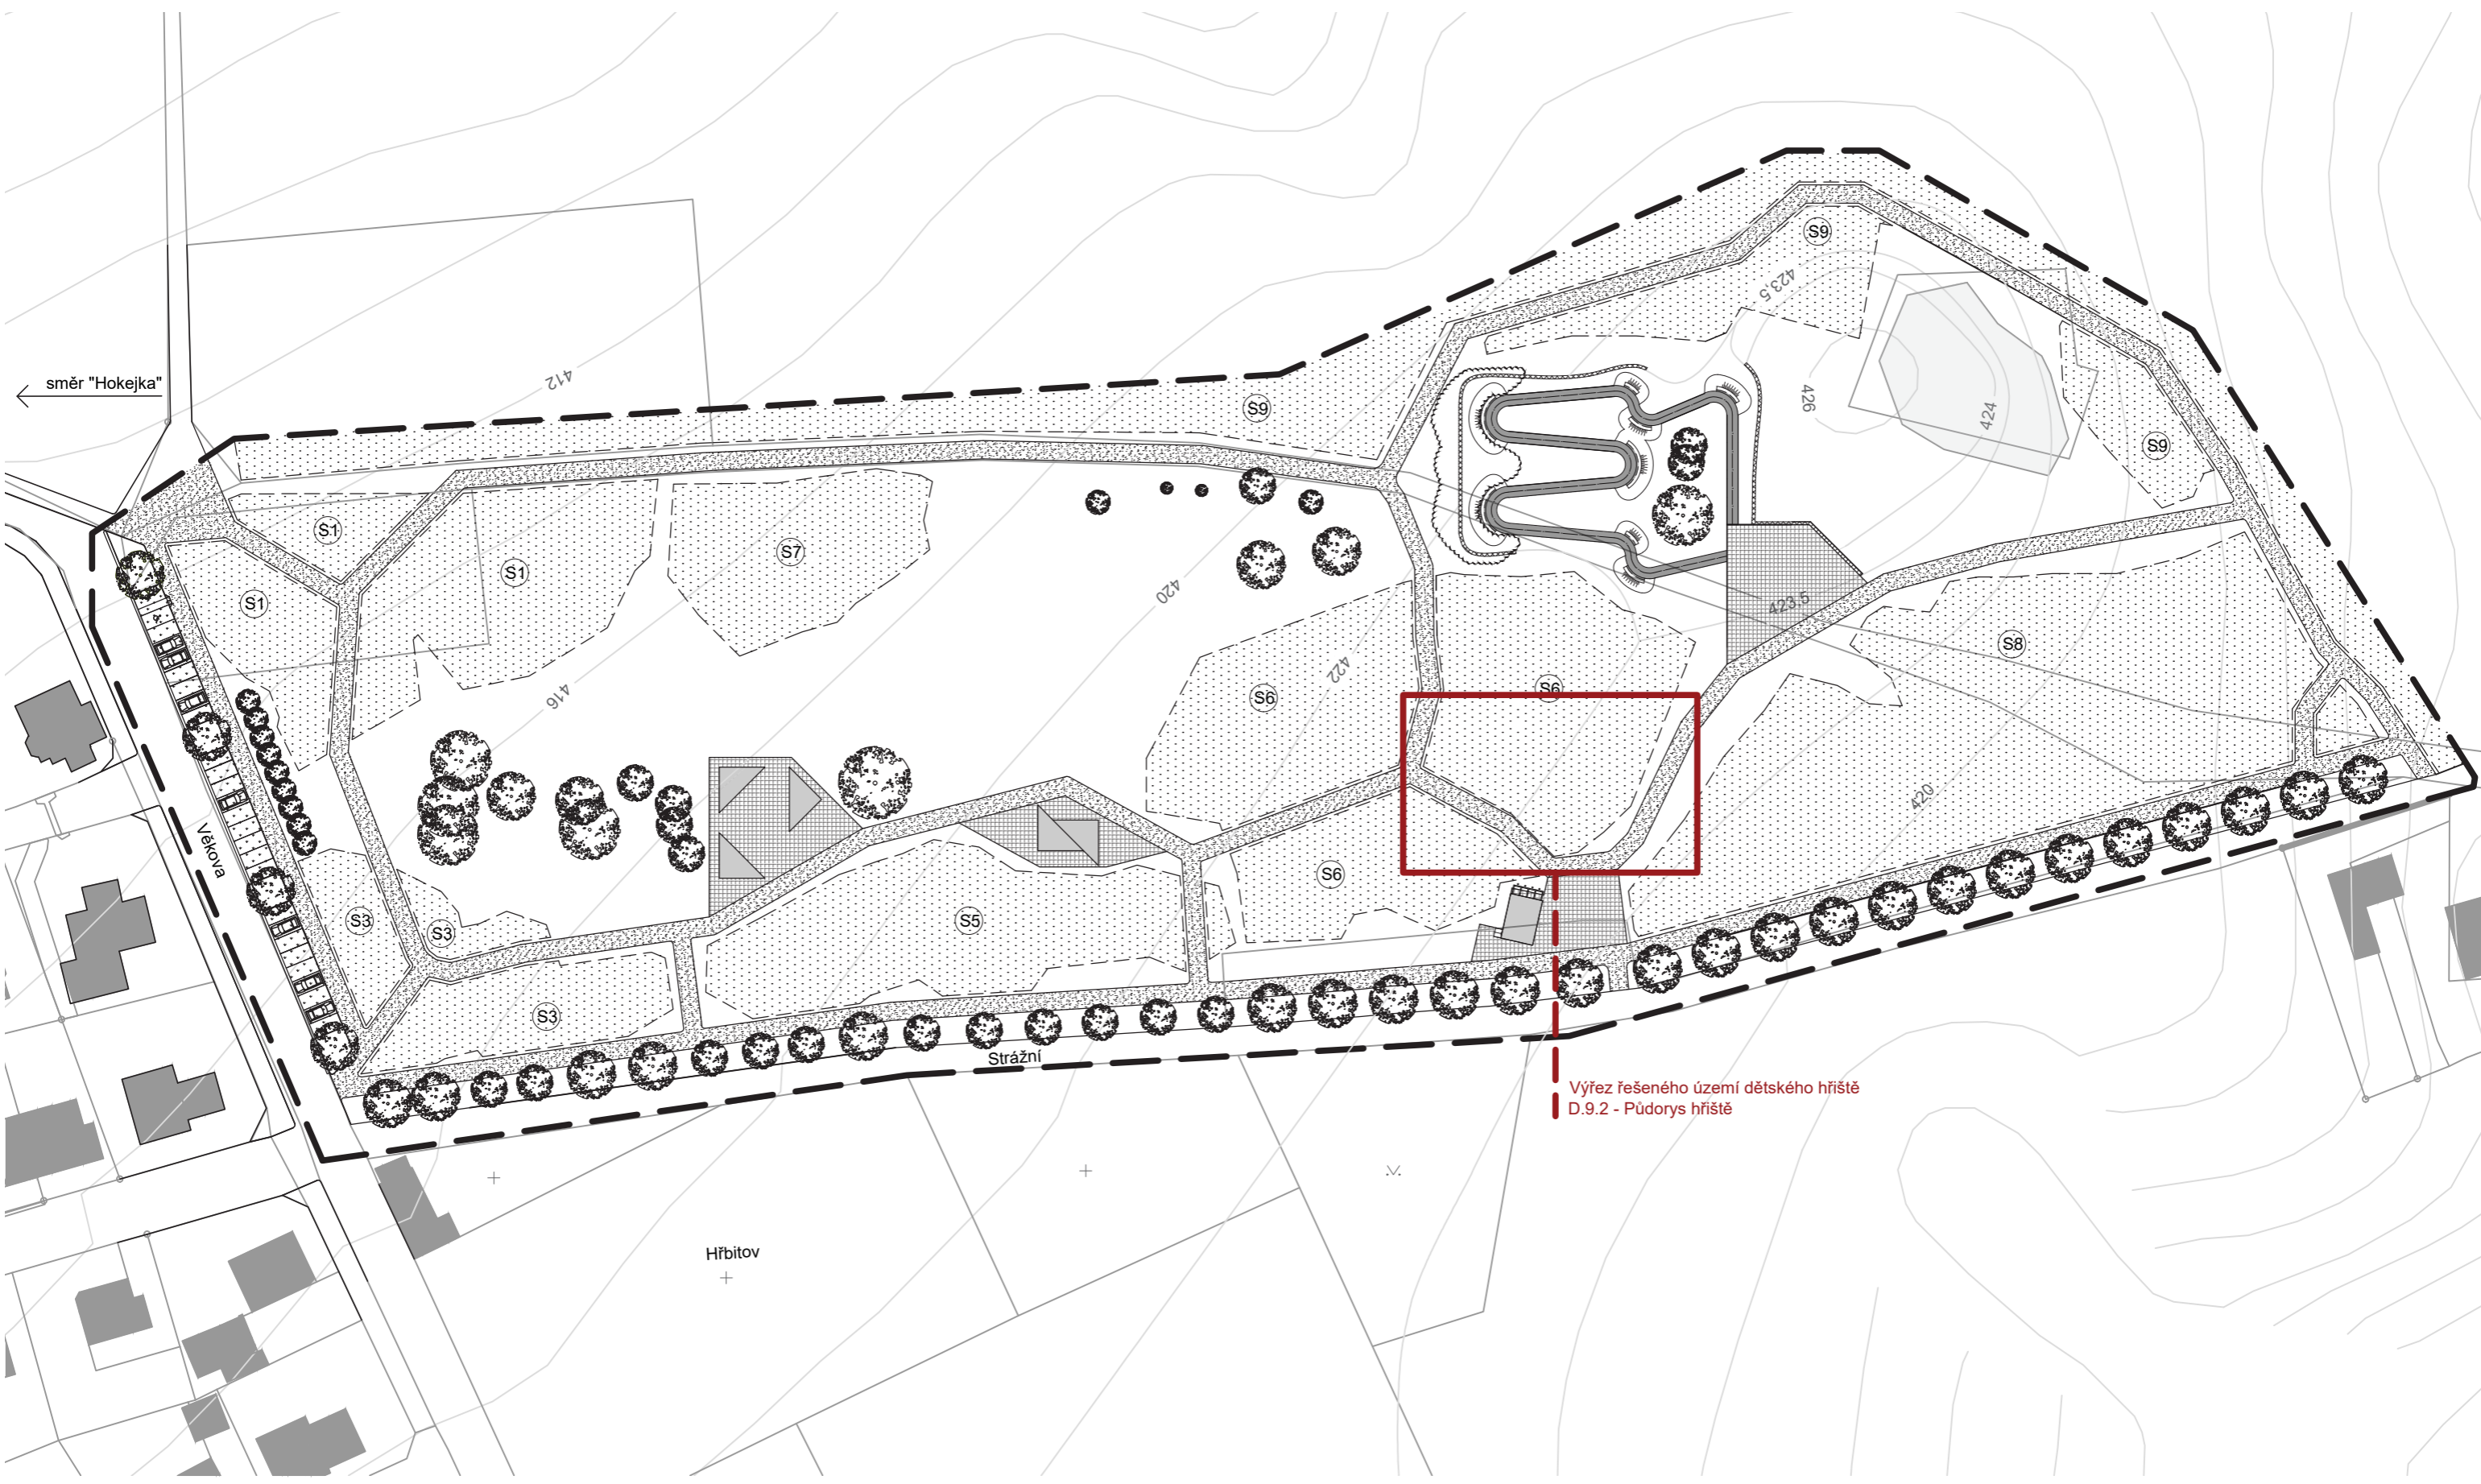 S9
423,5
směr "Hokejka"
412
S9
426
424
S9
S1
S7
S1
S1
420
423,5
S8
422
S6
S6
416
420
Věkova
S6
S3
S3
S5
S3
Strážní
Výřez řešeného území dětského hřiště
D.9.2 - Půdorys hřiště
Hřbitov